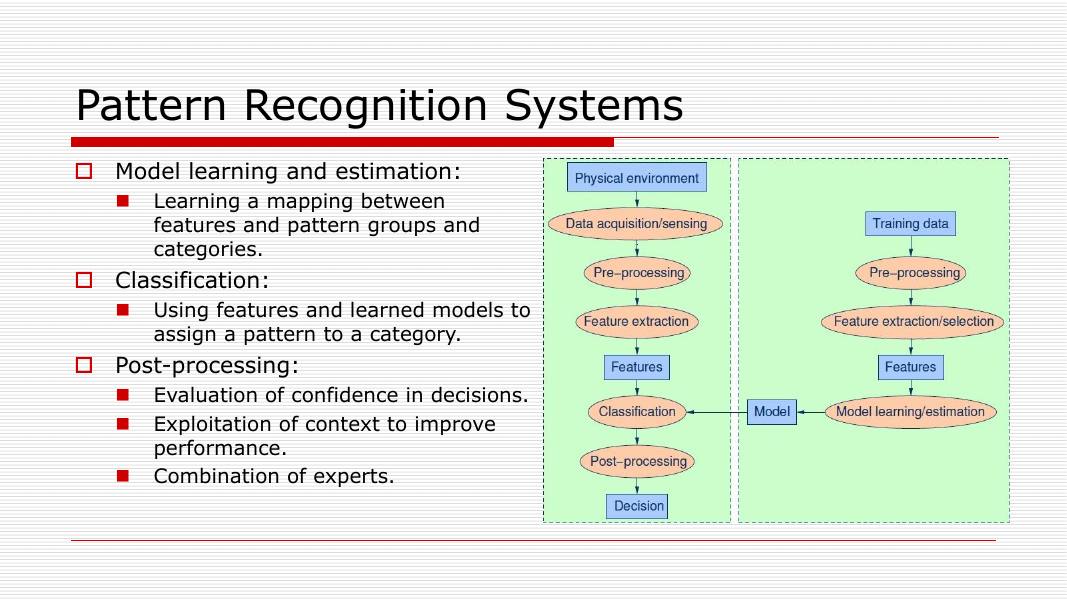 Pattern Recognition Systems
Model learning and estimation:
Learning a mapping between
features and pattern groups and
categories.
Classification:
Using features and learned models to
assign a pattern to a category.
Post-processing:
Evaluation of confidence in decisions.
Exploitation of context to improve
performance.
Combination of experts.
Physical environment
Data acquisition/sensing
Pre−processing
Feature extraction
Features
Classification
Post−processing
Decision
Training data
Pre−processing
Feature extraction/selection
Features
Model learning/estimation
Model